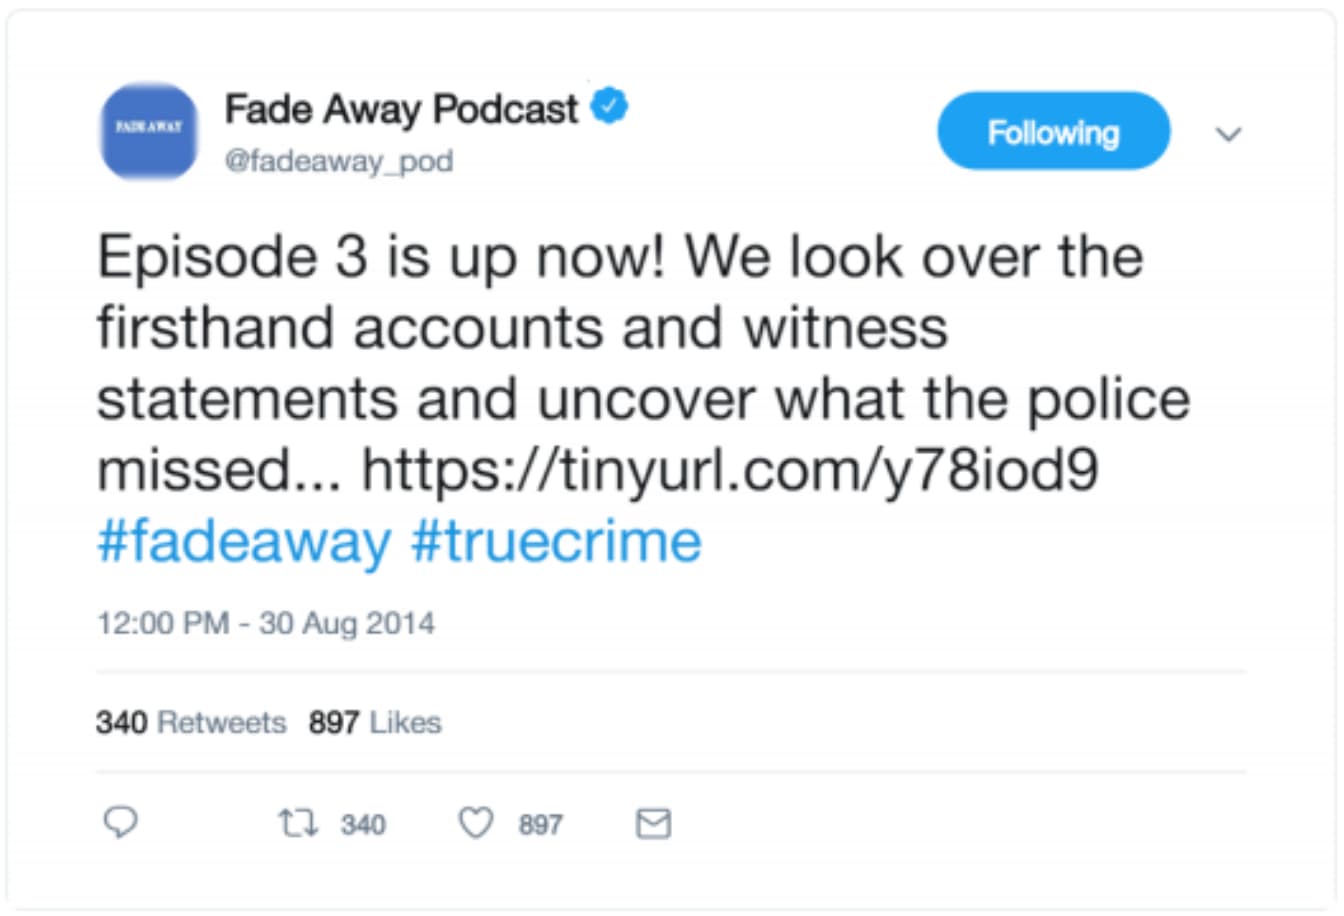 FADE AWAY
Fade Away Podcast
@fadeaway_pod
Following
Episode 3 is up now! We look over the
firsthand accounts and witness
statements and uncover what the police
missed... https://tinyurl.com/y78iod9
#fadeaway #truecrime
12:00 PM - 30 Aug 2014
340 Retweets 897 Likes
340 897